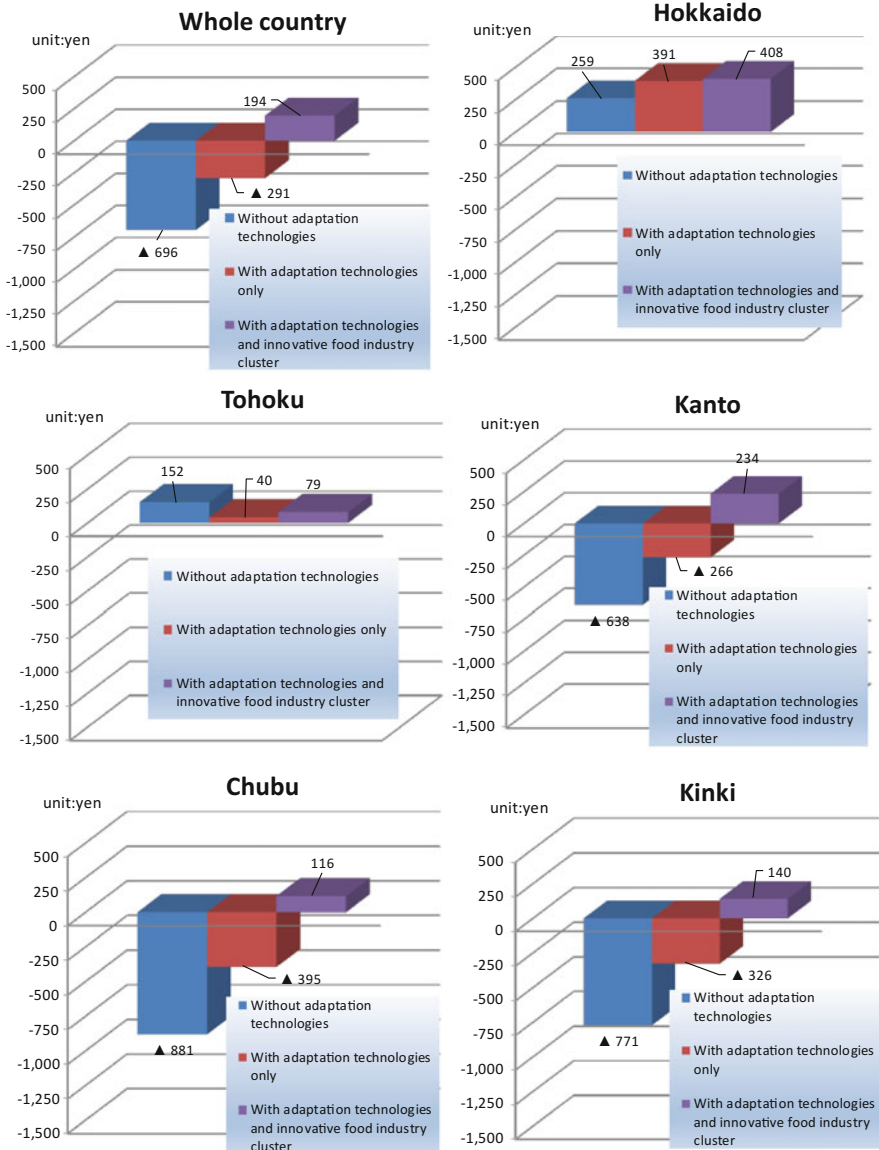 Whole country
unit:yen
500
250
0
-250
-500
-750
-1,000
-1,250
-1,500
194
▲ 291
▲ 696
Without adaptation
technologies
With adaptation technologies
only
With adaptation technologies
and innovative food industry
cluster
Hokkaido
unit:yen
500
250
0
-250
-500
-750
-1,000
-1,250
-1,500
259
391
408
Without adaptation technologies
With adaptation technologies
only
With adaptation technologies and
innovative food industry cluster
Tohoku
unit:yen
500
250
0
-250
-500
-750
-1,000
-1,250
-1,500
152
40
79
Without adaptation technologies
With adaptation technologies only
With adaptation technologies and
innovative food industry cluster
Kanto
unit:yen
500
250
0
-250
-500
-750
-1,000
-1,250
-1,500
234
▲ 266
▲ 638
Without adaptation
technologies
With adaptation technologies
only
With adaptation technologies
and innovative food industry
cluster
Chubu
unit:yen
500
250
0
-250
-500
-750
-1,000
-1,250
-1,500
116
▲ 395
▲ 881
Without adaptation
technologies
With adaptation technologies
only
With adaptation technologies
and innovative food industry
cluster
Kinki
unit:yen
500
250
0
-250
-500
-750
-1,000
-1,250
-1,500
140
▲ 326
▲ 771
Without adaptation
technologies
With adaptation technologies
only
With adaptation technologies
and innovative food industry
cluster